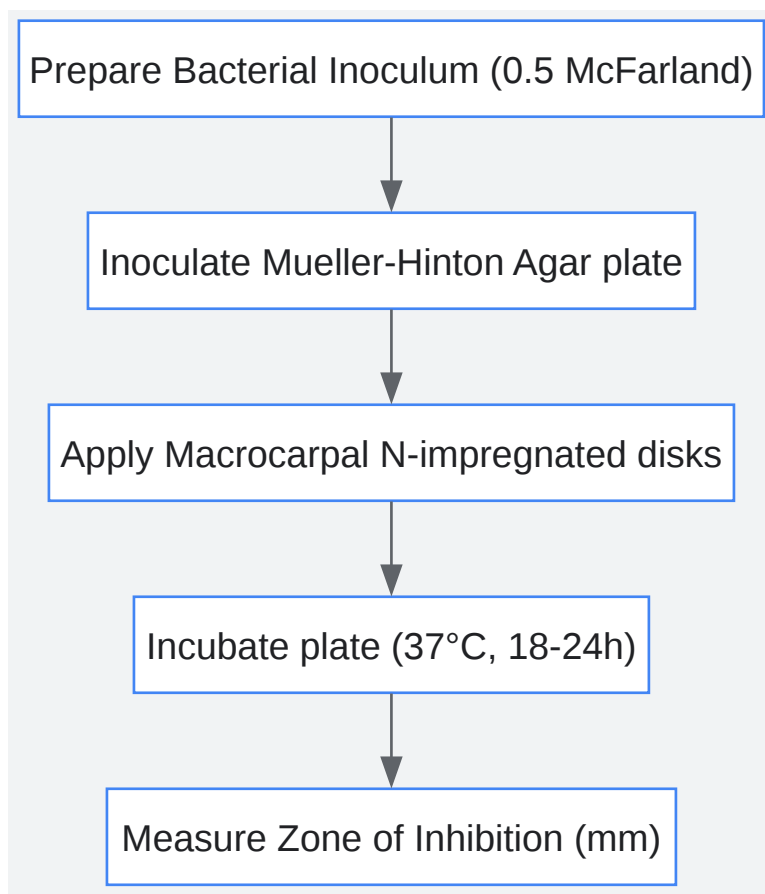 Prepare Bacterial Inoculum (0.5 McFarland)
Inoculate Mueller-Hinton Agar plate
Apply Macrocarpal N-impregnated disks
Incubate plate (37°C, 18-24h)
Measure Zone of Inhibition (mm)